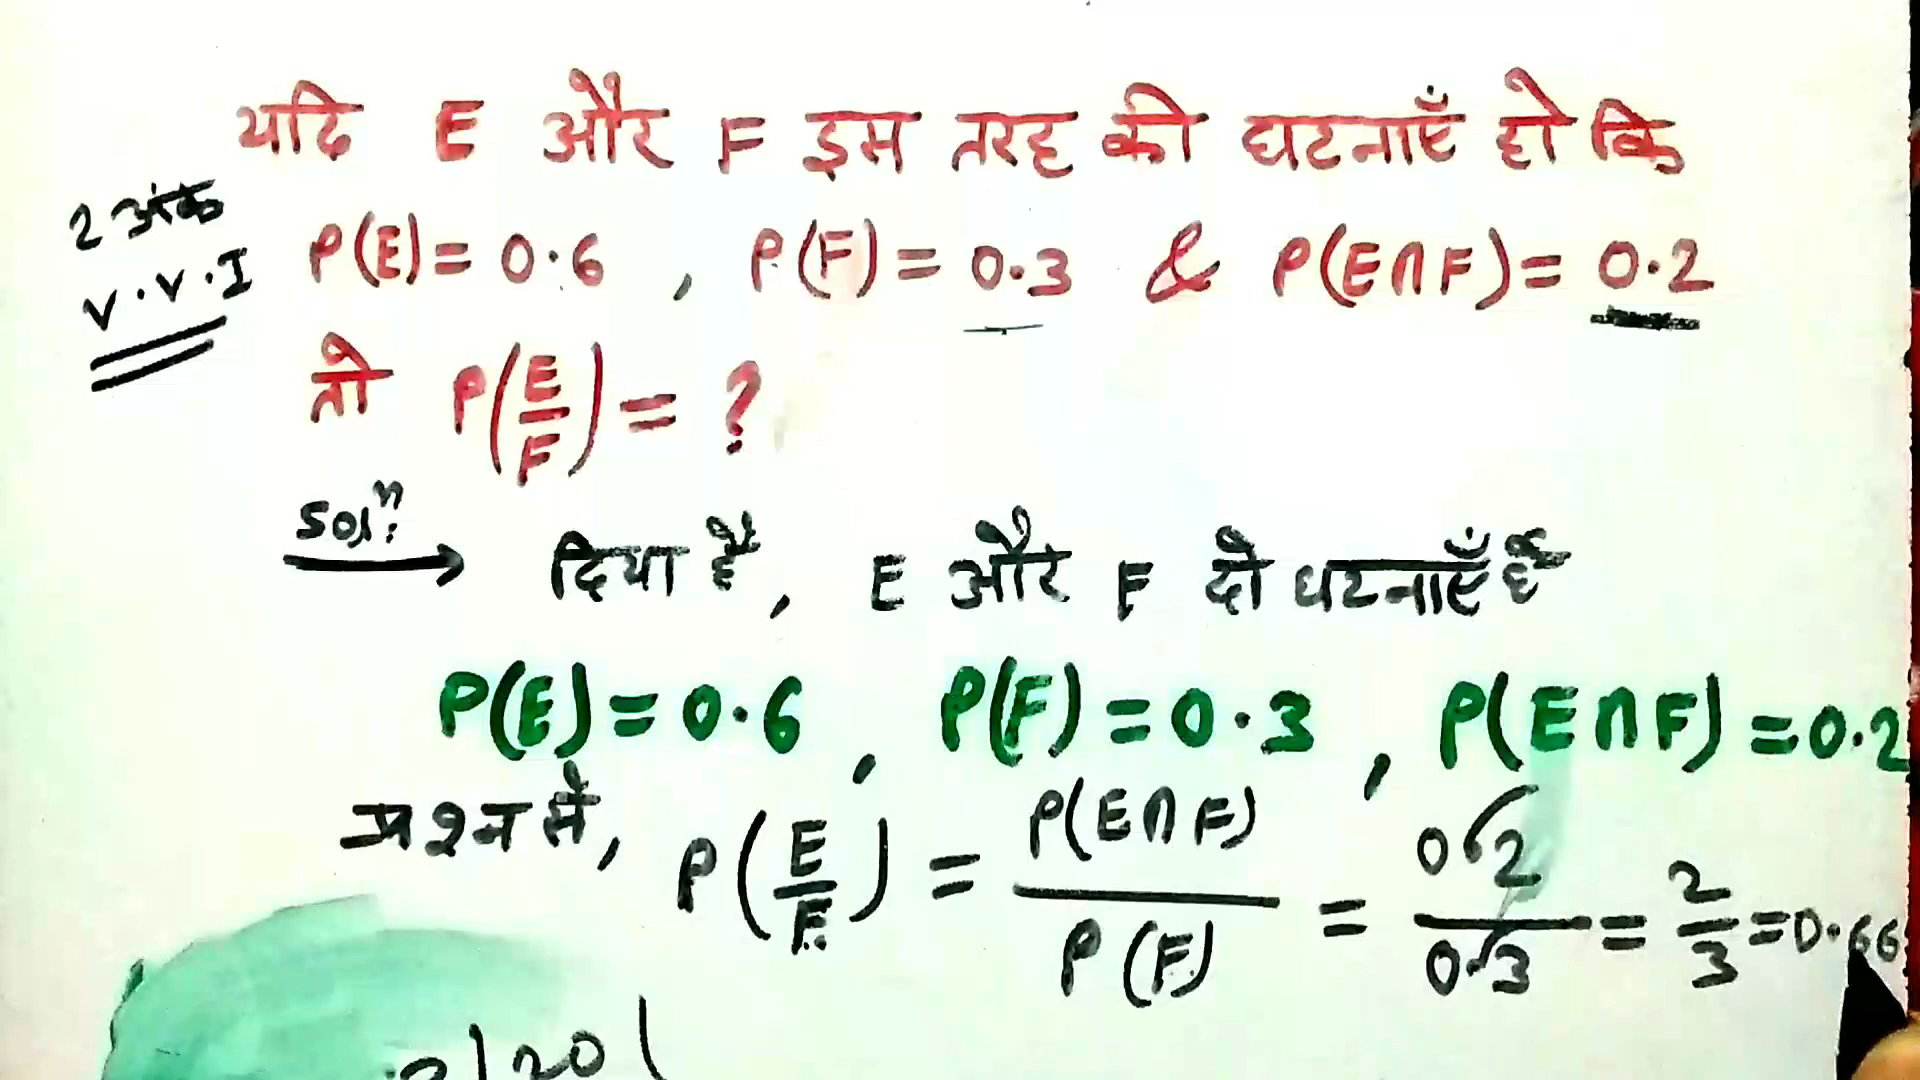 यदि E और F इस तरह की घटनाएँ हो कि
2 अंक
V.V.I
P(E)= 0.6 , P(F)= 0.3 & P(E∩F)= 0.2
तो P(E/F)= ?
Solⁿ: → दिया है, E और F दो घटनाएँ हैं
P(E)=0.6 , P(F)=0.3 , P(E∩F)=0.2
प्रश्न से, P(E/F) = P(E∩F)/P(F) = 0.2/0.3 = 2/3 =0.66
20